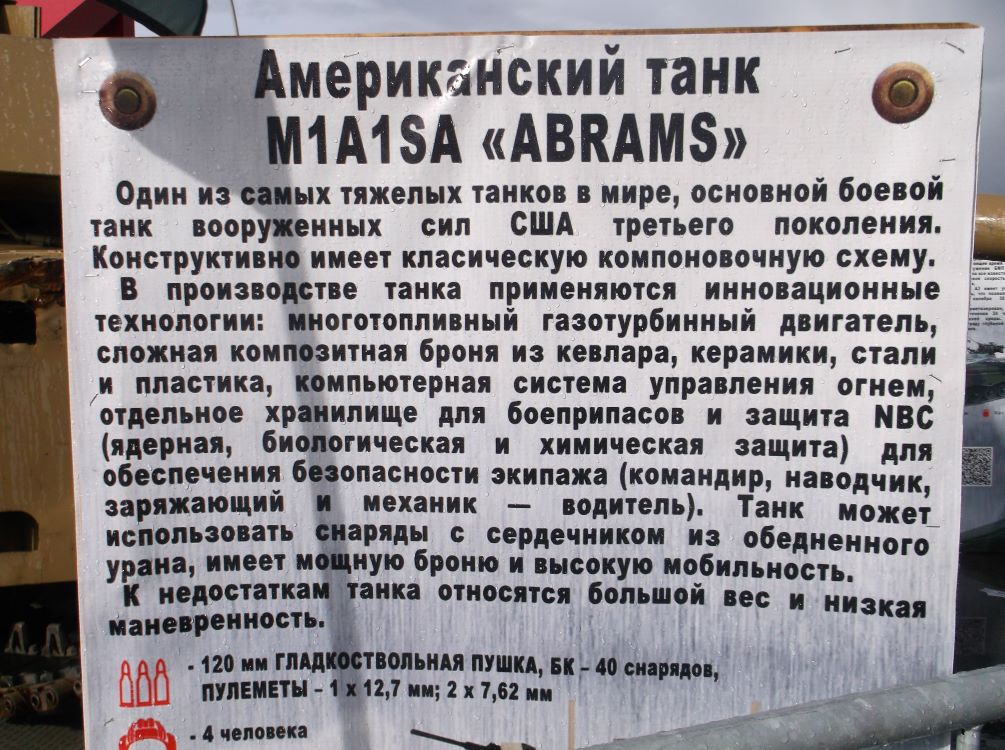 Американский танк
M1A1SA «ABRAMS»
Один из самых тяжелых танков в мире, основной боевой
танк вооруженных сил США третьего поколения.
Конструктивно имеет класическую компоновочную схему.
В производстве танка применяются инновационные
технологии: многотопливный газотурбинный двигатель,
сложная композитная броня из кевлара, керамики, стали
и пластика, компьютерная система управления огнем,
отдельное хранилище для боеприпасов и защита NBC
(ядерная, биологическая и химическая защита) для
обеспечения безопасности экипажа (командир, наводчик,
заряжающий и механик — водитель). Танк может
использовать снаряды с сердечником из обедненного
урана, имеет мощную броню и высокую мобильность.
К недостаткам танка относятся большой вес и низкая
маневренность.
- 120 мм ГЛАДКОСТВОЛЬНАЯ ПУШКА, БК – 40 снарядов,
ПУЛЕМЕТЫ – 1 х 12,7 мм; 2 х 7,62 мм
- 4 человека